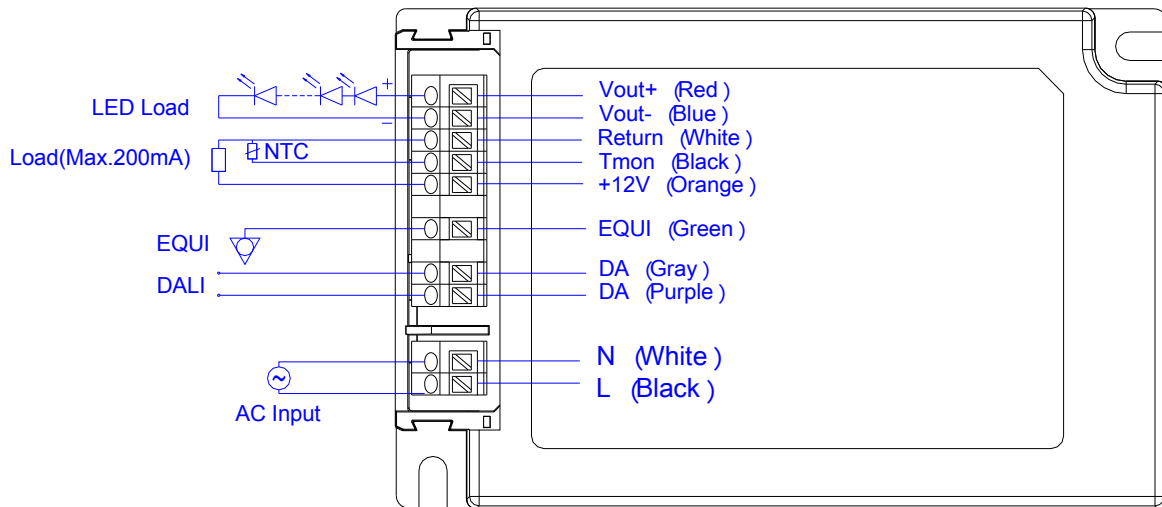 LED Load
Load(Max.200mA)
NTC
EQUI
DALI
AC Input
+
−
Vout+ (Red)
Vout- (Blue)
Return (White)
Tmon (Black)
+12V (Orange)
EQUI (Green)
DA (Gray)
DA (Purple)
N (White)
L (Black)